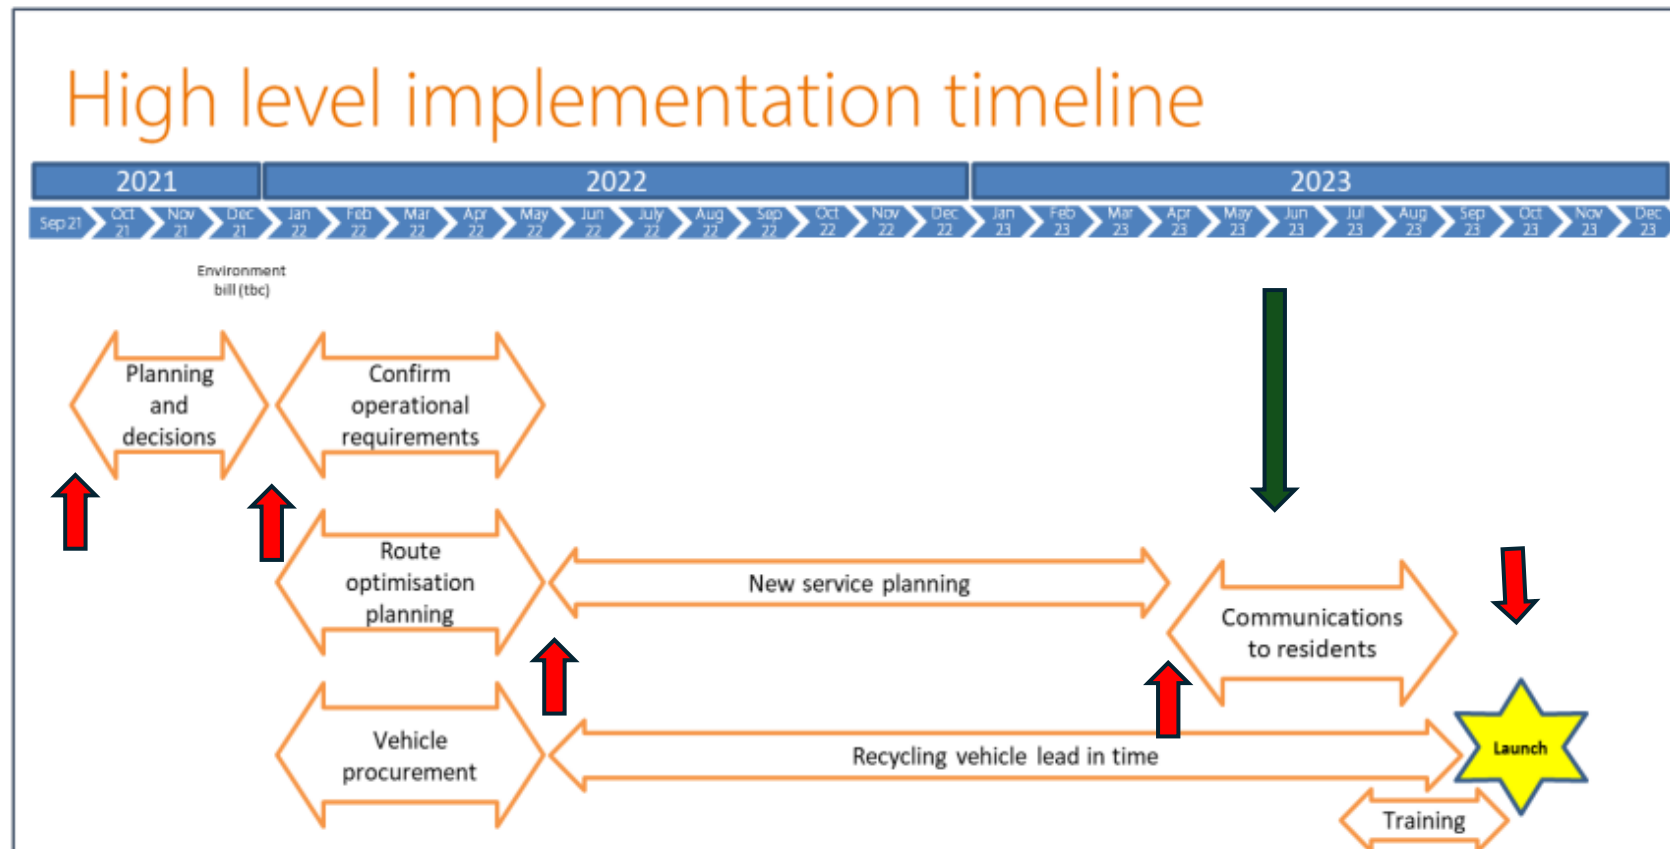 High level implementation timeline
2021 2022 2023
Sep 21 Oct 21 Nov 21 Dec 21 Jan 22 Feb 22 Mar 22 Apr 22 May 22 Jun 22 July 22 Aug 22 Sep 22 Oct 22 Nov 22 Dec 22 Jan 23 Feb 23 Mar 23 Apr 23 May 23 Jun 23 Jul 23 Aug 23 Sep 23 Oct 23 Nov 23 Dec 23
Environment
bill (tbc)
Planning
and
decisions
Confirm
operational
requirements
Route
optimisation
planning
New service planning
Communications
to residents
Vehicle
procurement
Recycling vehicle lead in time
Launch
Training